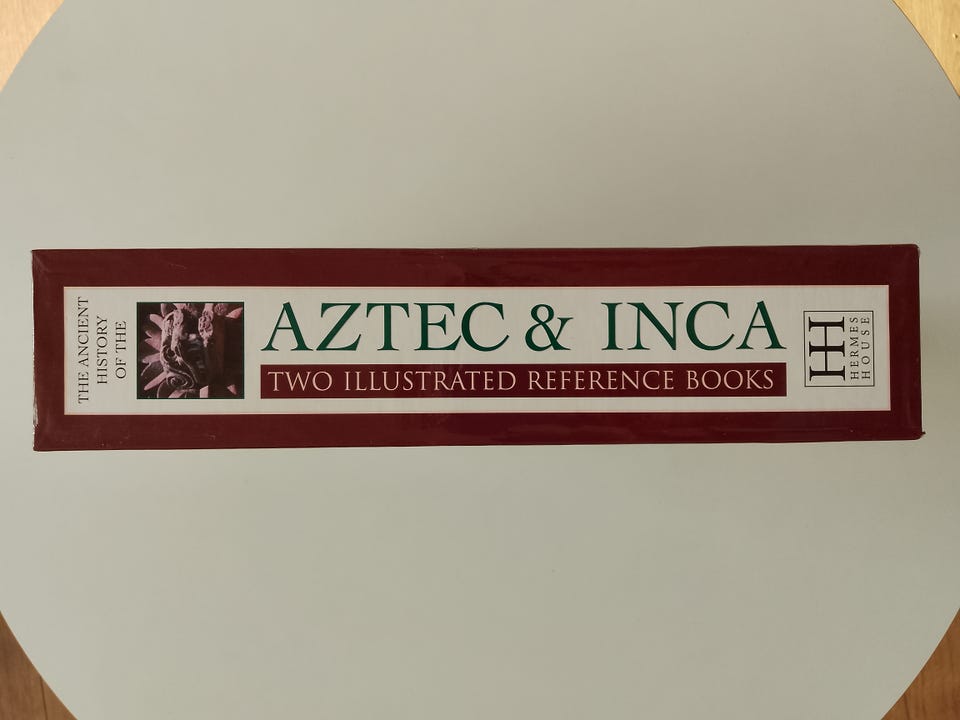 THE ANCIENT
HISTORY
OF THE
AZTEC & INCA
TWO ILLUSTRATED REFERENCE BOOKS
HH
HERMES
HOUSE